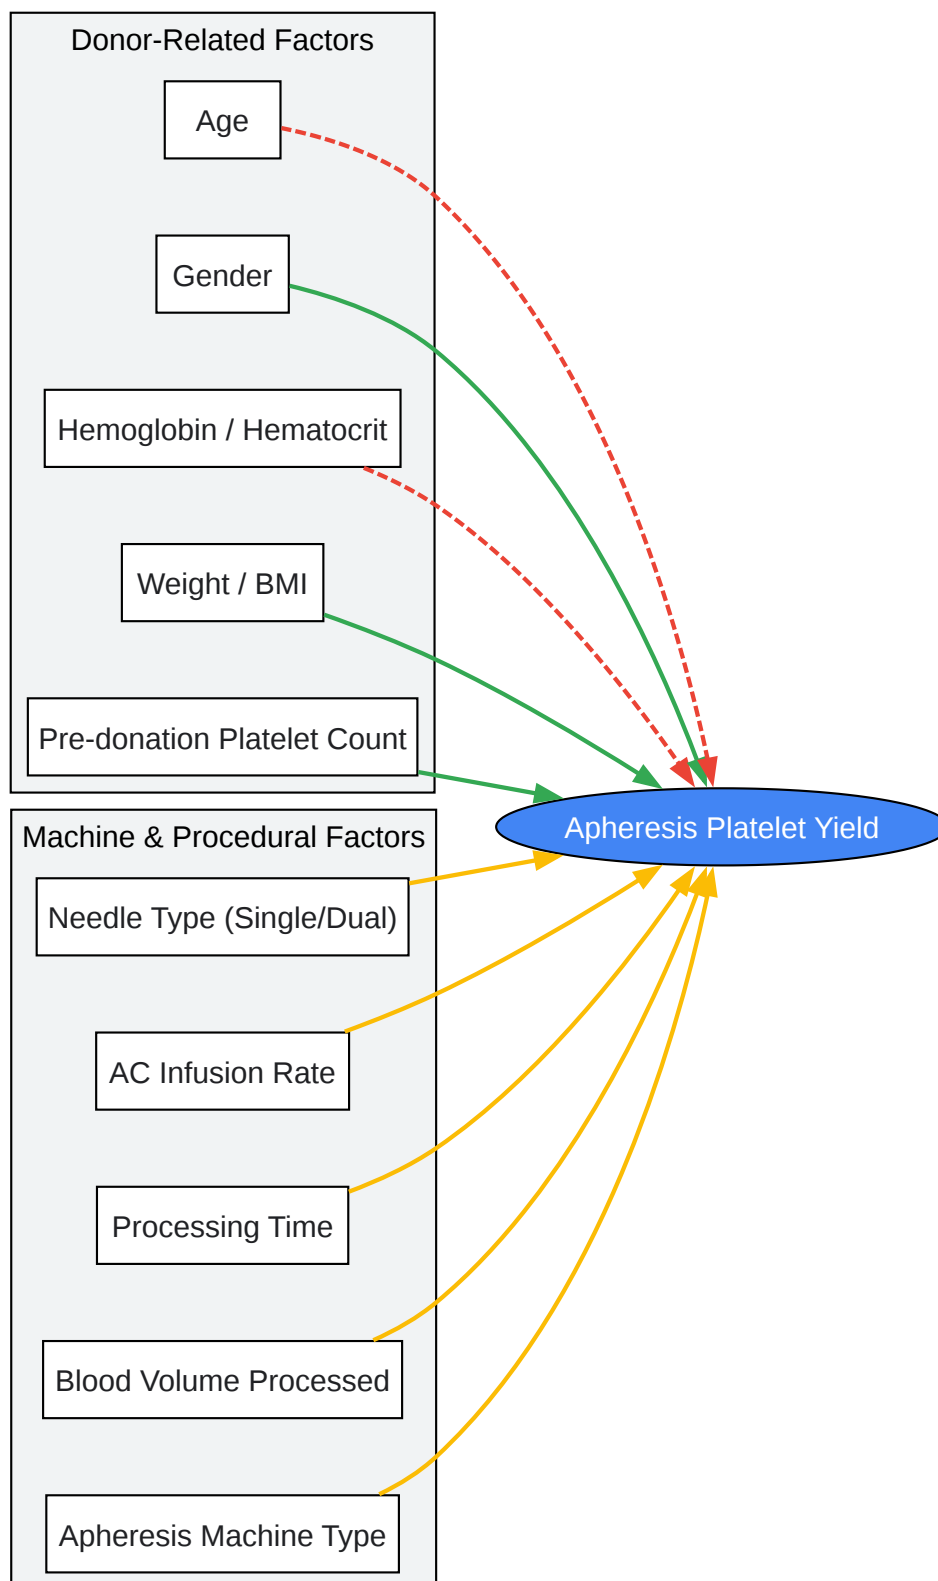 Donor-Related Factors
Age
Gender
Hemoglobin / Hematocrit
Weight / BMI
Pre-donation Platelet Count
Apheresis Platelet Yield
Machine & Procedural Factors
Needle Type (Single/Dual)
AC Infusion Rate
Processing Time
Blood Volume Processed
Apheresis Machine Type